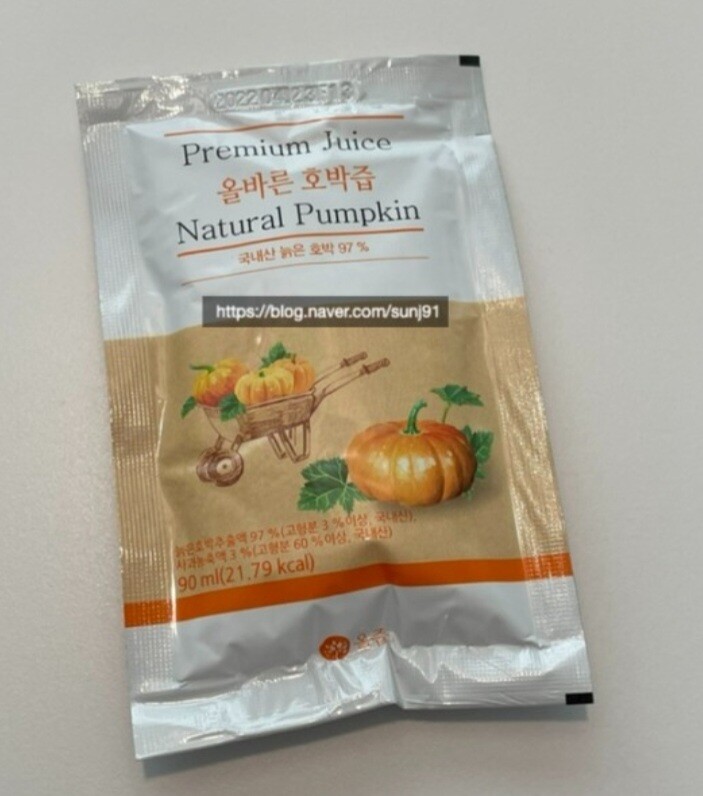 Premium Juice
올바른 호박즙
Natural Pumpkin
국내산 늙은 호박 97 %
https://blog.naver.com/sunj91
늙은호박추출액 97 %(고형분 3 %이상, 국내산),
사과농축액 3 %(고형분 60 %이상, 국내산)
90 ml(21.79 kcal)